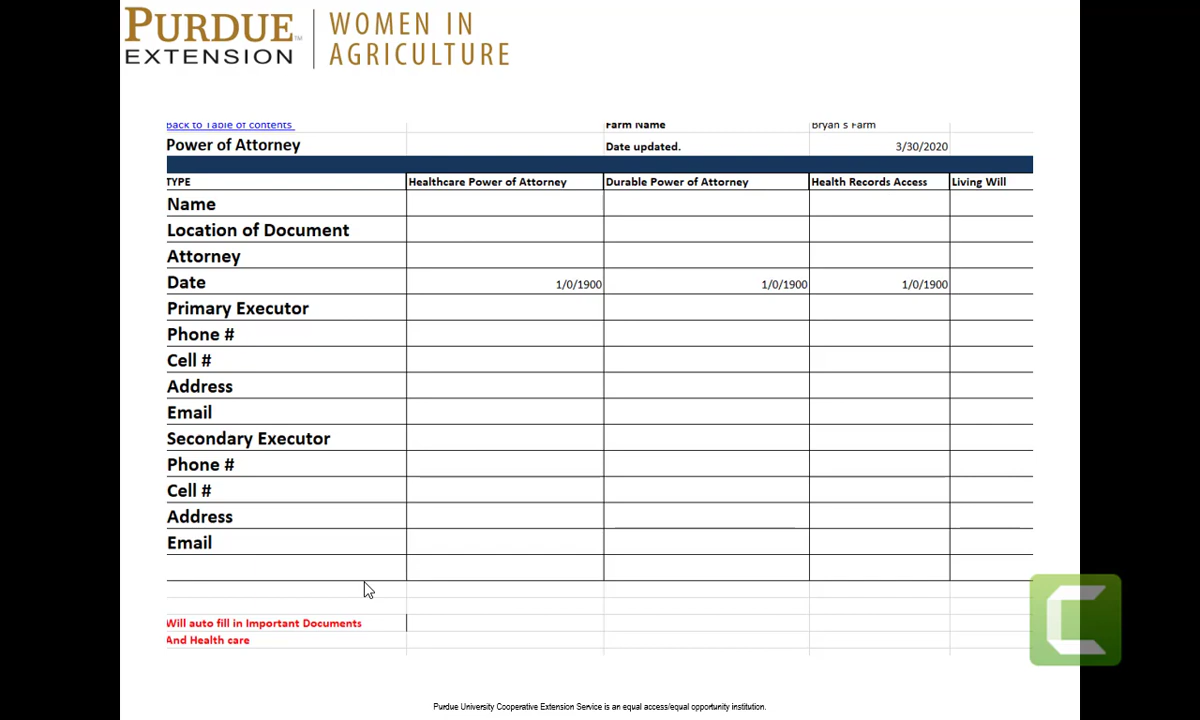 PURDUE™ WOMEN IN
EXTENSION AGRICULTURE
Back to Table of contents Farm Name Bryan's Farm
Power of Attorney Date updated. 3/30/2020
TYPE Healthcare Power of Attorney Durable Power of Attorney Health Records Access Living Will
Name
Location of Document
Attorney
Date 1/0/1900 1/0/1900 1/0/1900
Primary Executor
Phone #
Cell #
Address
Email
Secondary Executor
Phone #
Cell #
Address
Email
Will auto fill in Important Documents
And Health care
Purdue University Cooperative Extension Service is an equal access/equal opportunity institution.